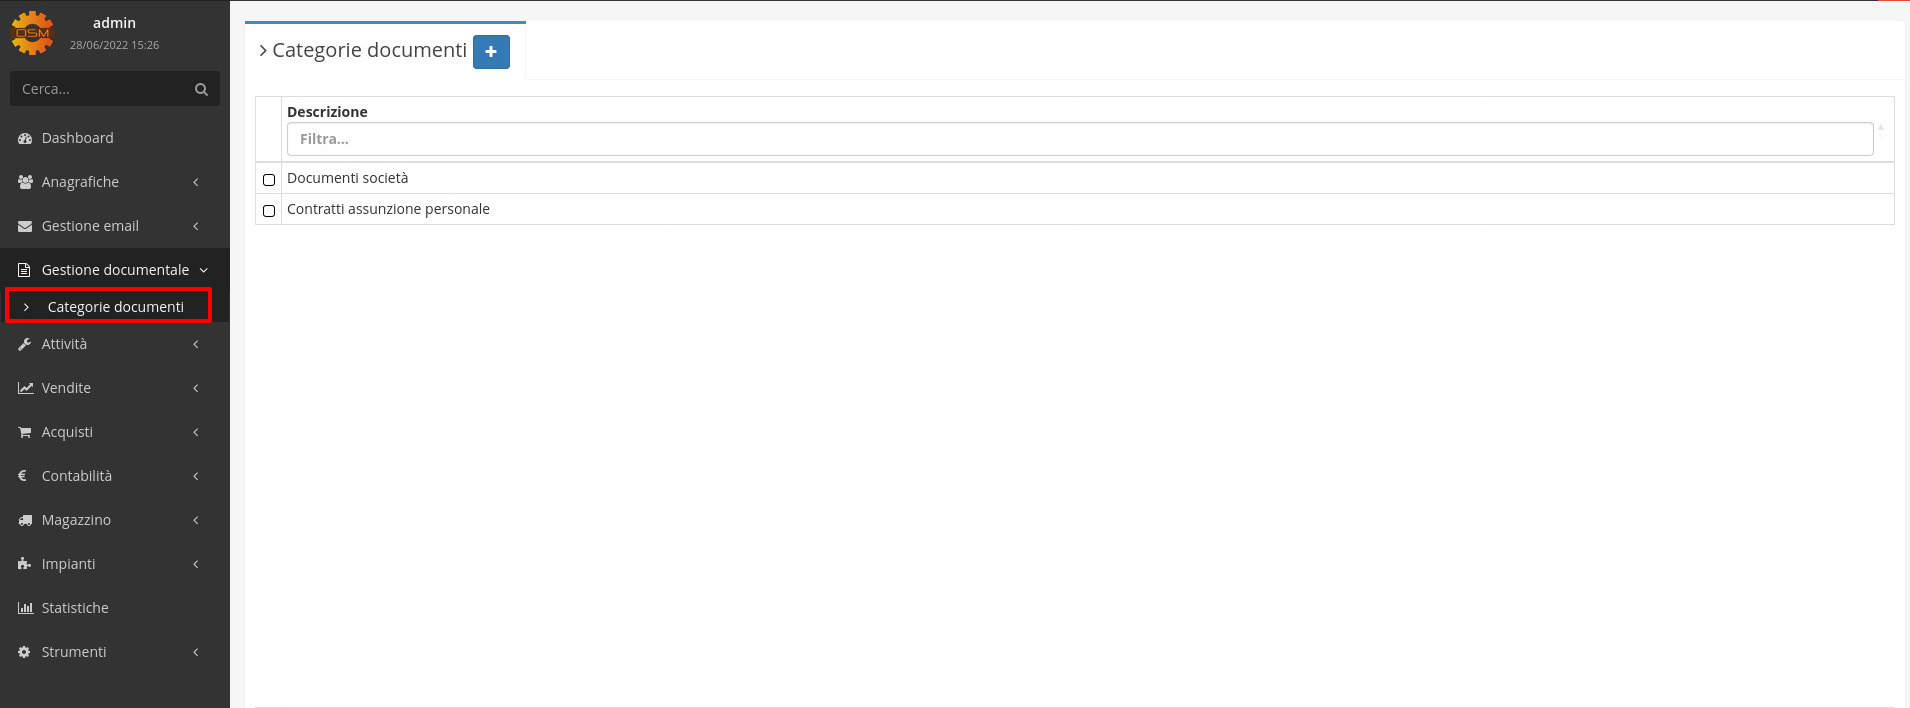 OSM
admin
28/06/2022 15:26
Cerca...
Dashboard
Anagrafiche
Gestione email
Gestione documentale
Categorie documenti
Attività
Vendite
Acquisti
Contabilità
Magazzino
Impianti
Statistiche
Strumenti
Categorie documenti
Descrizione
Filtra...
Documenti società
Contratti assunzione personale